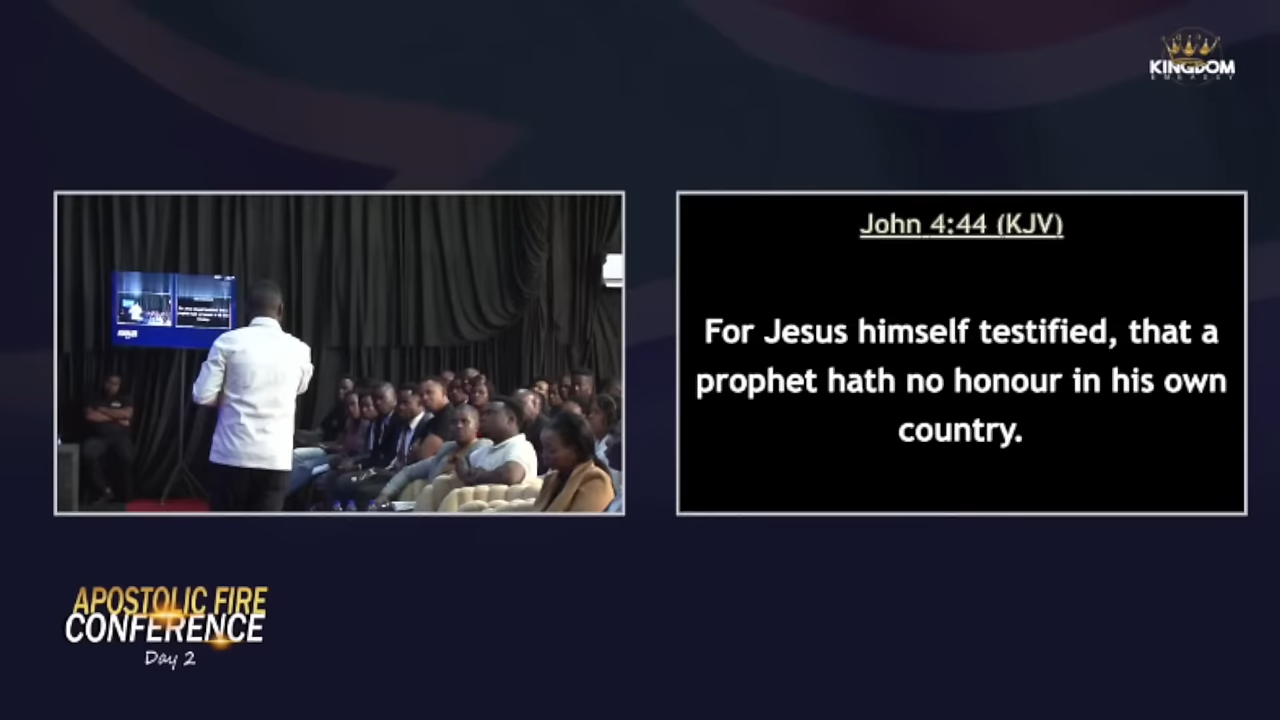 KINGDOM
EMBASSY
John 4:44 (KJV)
For Jesus himself testified, that a
prophet hath no honour in his own
country.
APOSTOLIC FIRE
CONFERENCE
Day 2